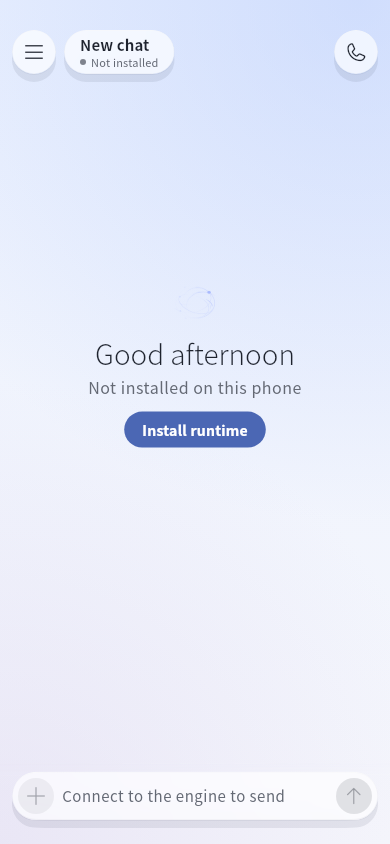 New chat
Not installed
Good afternoon
Not installed on this phone
Install runtime
Connect to the engine to send